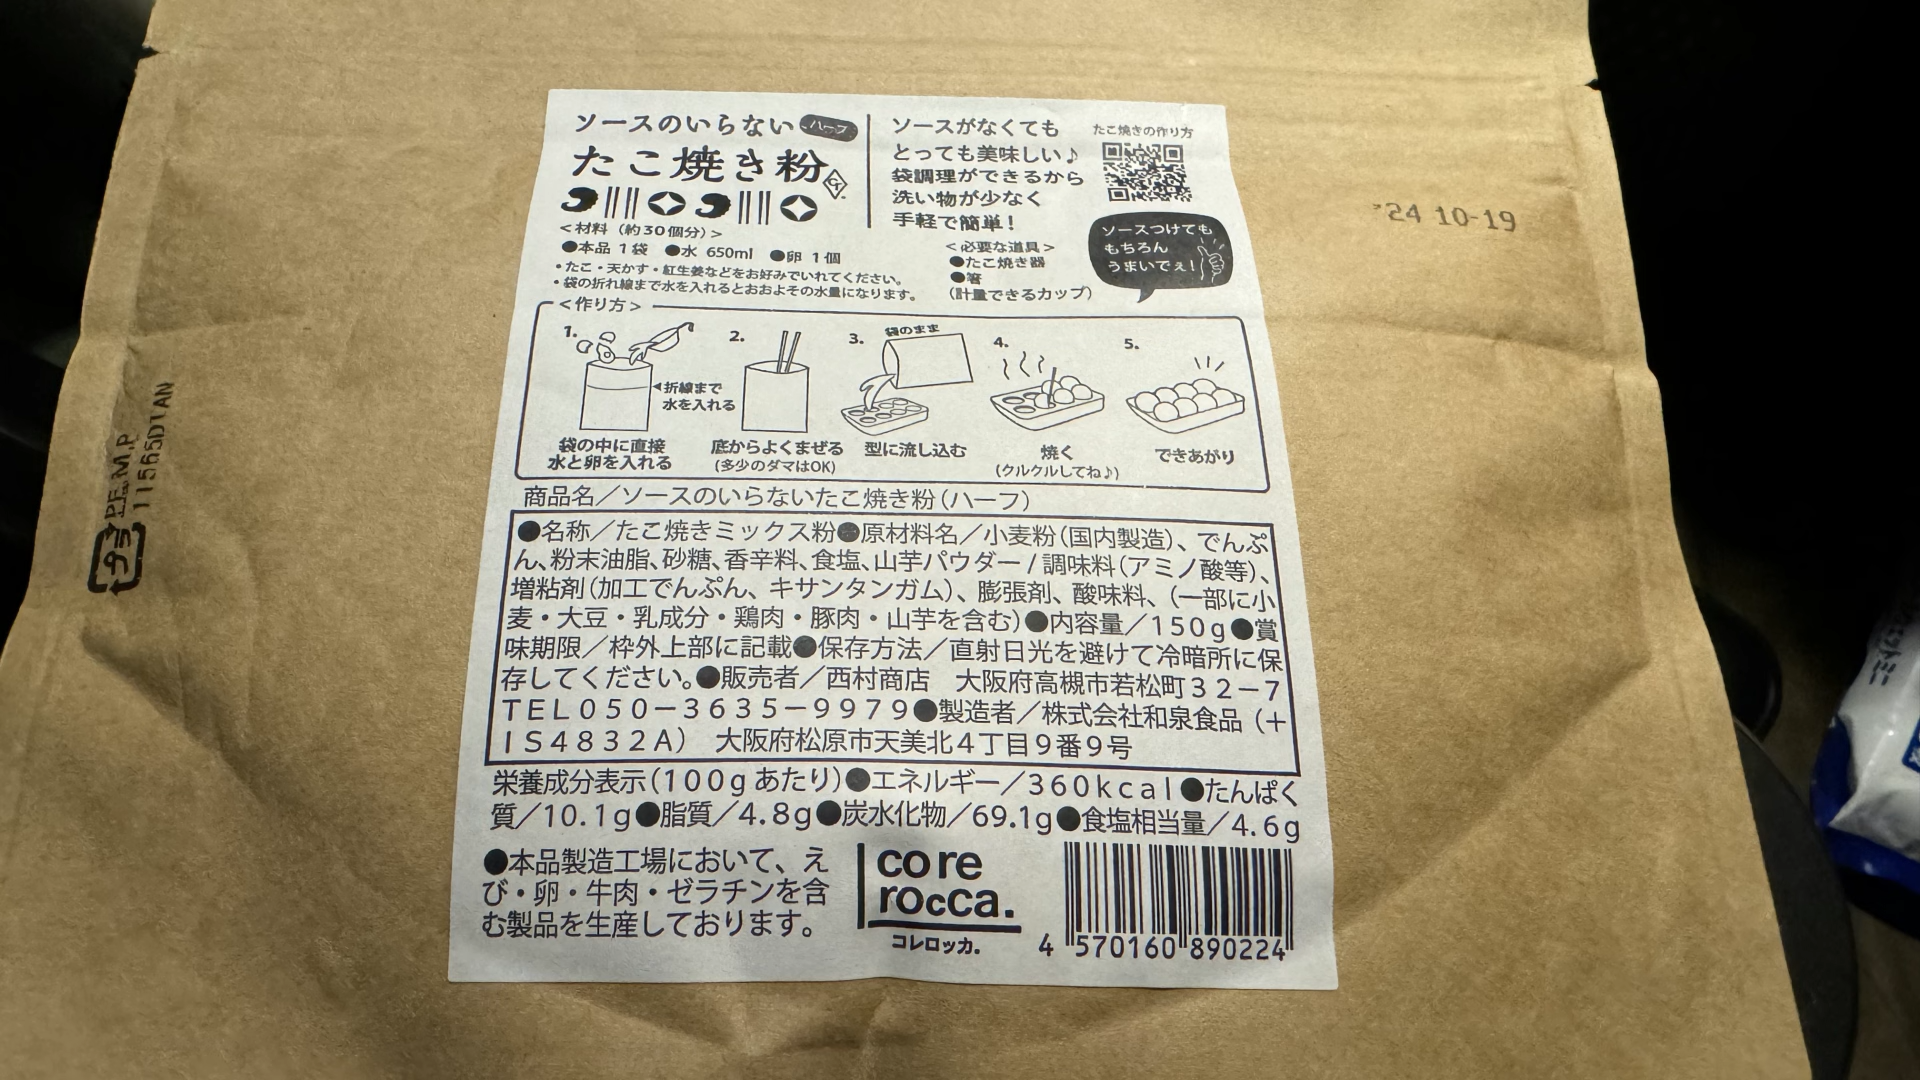 ソースのいらない ハーフ
たこ焼き粉
ソースがなくても
とっても美味しい♪
袋調理ができるから
洗い物が少なく
手軽で簡単！
たこ焼きの作り方
ソースつけても
もちろん
うまいでぇ！
'24 10-19
＜材料（約30個分）＞
●本品 1袋 ●水 650ml ●卵 1個
・たこ・天かす・紅生姜などをお好みでいれてください。
・袋の折れ線まで水を入れるとおおよその水量になります。
＜必要な道具＞
●たこ焼き器
●箸
（計量できるカップ）
＜作り方＞
1.
◀折線まで
水を入れる
袋の中に直接
水と卵を入れる
2.
底からよくまぜる
（多少のダマはOK）
3.
袋のまま
型に流し込む
4.
焼く
（クルクルしてね♪）
5.
できあがり
商品名／ソースのいらないたこ焼き粉（ハーフ）
●名称／たこ焼きミックス粉●原材料名／小麦粉（国内製造）、でんぷ
ん、粉末油脂、砂糖、香辛料、食塩、山芋パウダー / 調味料（アミノ酸等）、
増粘剤（加工でんぷん、キサンタンガム）、膨張剤、酸味料、（一部に小
麦・大豆・乳成分・鶏肉・豚肉・山芋を含む）●内容量／150g●賞
味期限／枠外上部に記載●保存方法／直射日光を避けて冷暗所に保
存してください。●販売者／西村商店　大阪府高槻市若松町３２－７
ＴＥＬ０５０－３６３５－９９７９●製造者／株式会社和泉食品（＋
ＩＳ４８３２Ａ）　大阪府松原市天美北４丁目９番９号
栄養成分表示（100gあたり）●エネルギー／360kcal●たんぱく
質／10.1g●脂質／4.8g●炭水化物／69.1g●食塩相当量／4.6g
●本品製造工場において、え
び・卵・牛肉・ゼラチンを含
む製品を生産しております。
core
rocca.
コレロッカ.
4 570160 890224
プラ
PE,M,P